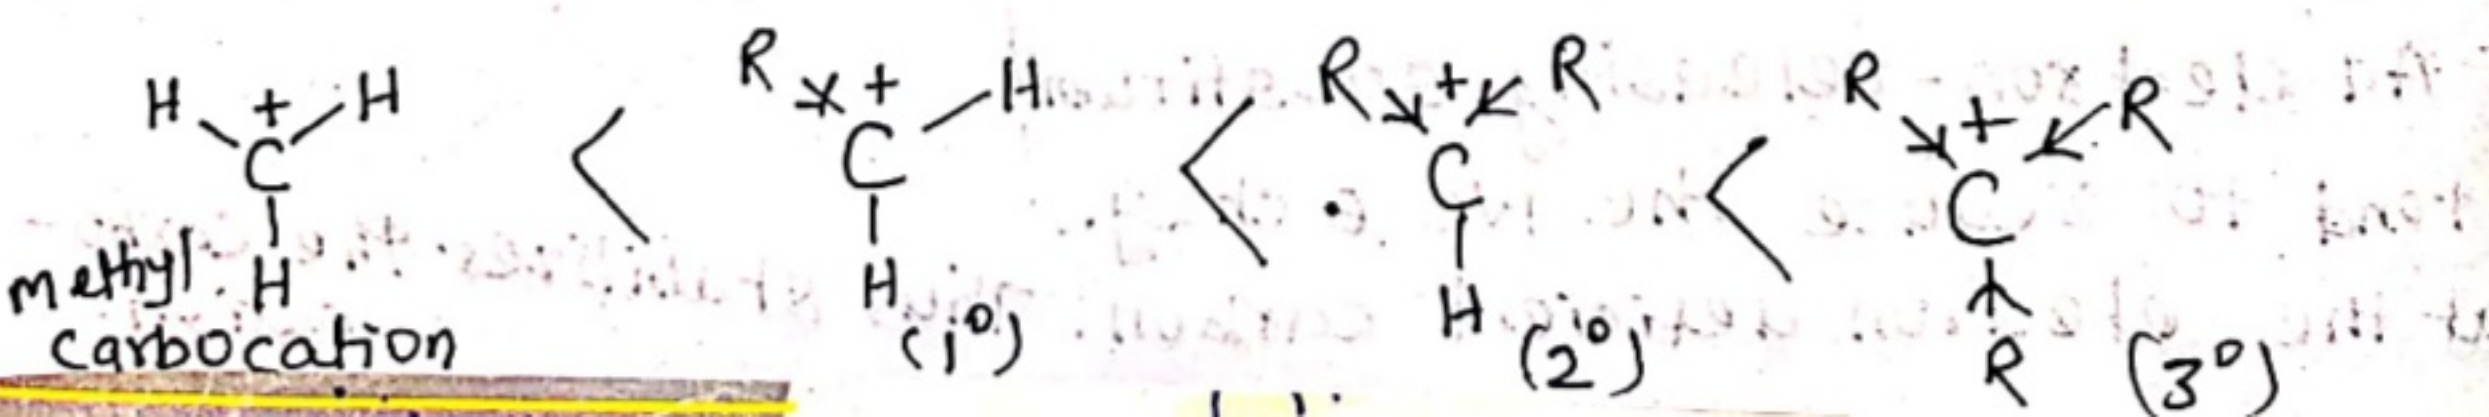 H + H < R + H < R + R < R + R
C C C C
H H H R
methyl (1°) (2°) (3°)
carbocation